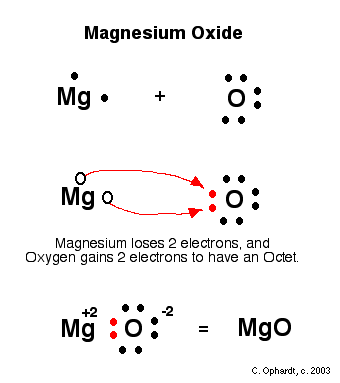 Magnesium Oxide
Mg + O
Mg O
Magnesium loses 2 electrons, and
Oxygen gains 2 electrons to have an Octet.
Mg +2 O -2 = MgO
C. Ophardt, c. 2003